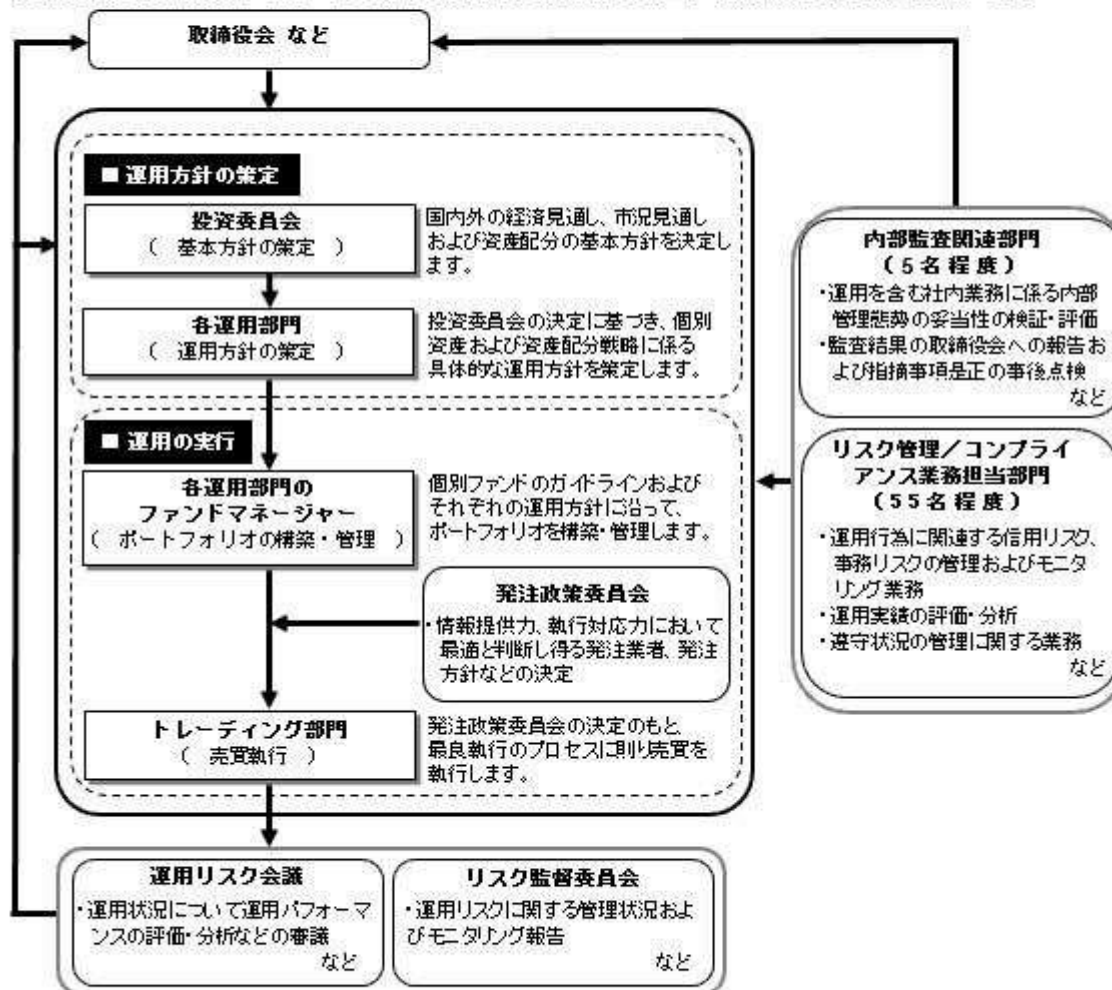 取締役会 など
■ 運用方針の策定
投資委員会
( 基本方針の策定 )
国内外の経済見通し、市況見通し
および資産配分の基本方針を決定し
ます。
各運用部門
( 運用方針の策定 )
投資委員会の決定に基づき、個別
資産および資産配分戦略に係る
具体的な運用方針を策定します。
■ 運用の実行
各運用部門の
ファンドマネージャー
( ポートフォリオの構築・管理 )
個別ファンドのガイドラインおよび
それぞれの運用方針に沿って、
ポートフォリオを構築・管理します。
発注政策委員会
・情報提供力、執行対応力において
最適と判断し得る発注業者、発注
方針などの決定
トレーディング部門
( 売買執行 )
発注政策委員会の決定のもと、
最良執行のプロセスに則り売買を
執行します。
内部監査関連部門
(5名程度)
・運用を含む社内業務に係る内部
管理態勢の妥当性の検証・評価
・監査結果の取締役会への報告お
よび指摘事項是正の事後点検
など
リスク管理/コンプライ
アンス業務担当部門
(55名程度)
・運用行為に関連する信用リスク、
事務リスクの管理およびモニタ
リング業務
・運用実績の評価・分析
・遵守状況の管理に関する業務
など
運用リスク会議
・運用状況について運用パフォーマ
ンスの評価・分析などの審議
など
リスク監督委員会
・運用リスクに関する管理状況およ
びモニタリング報告
など